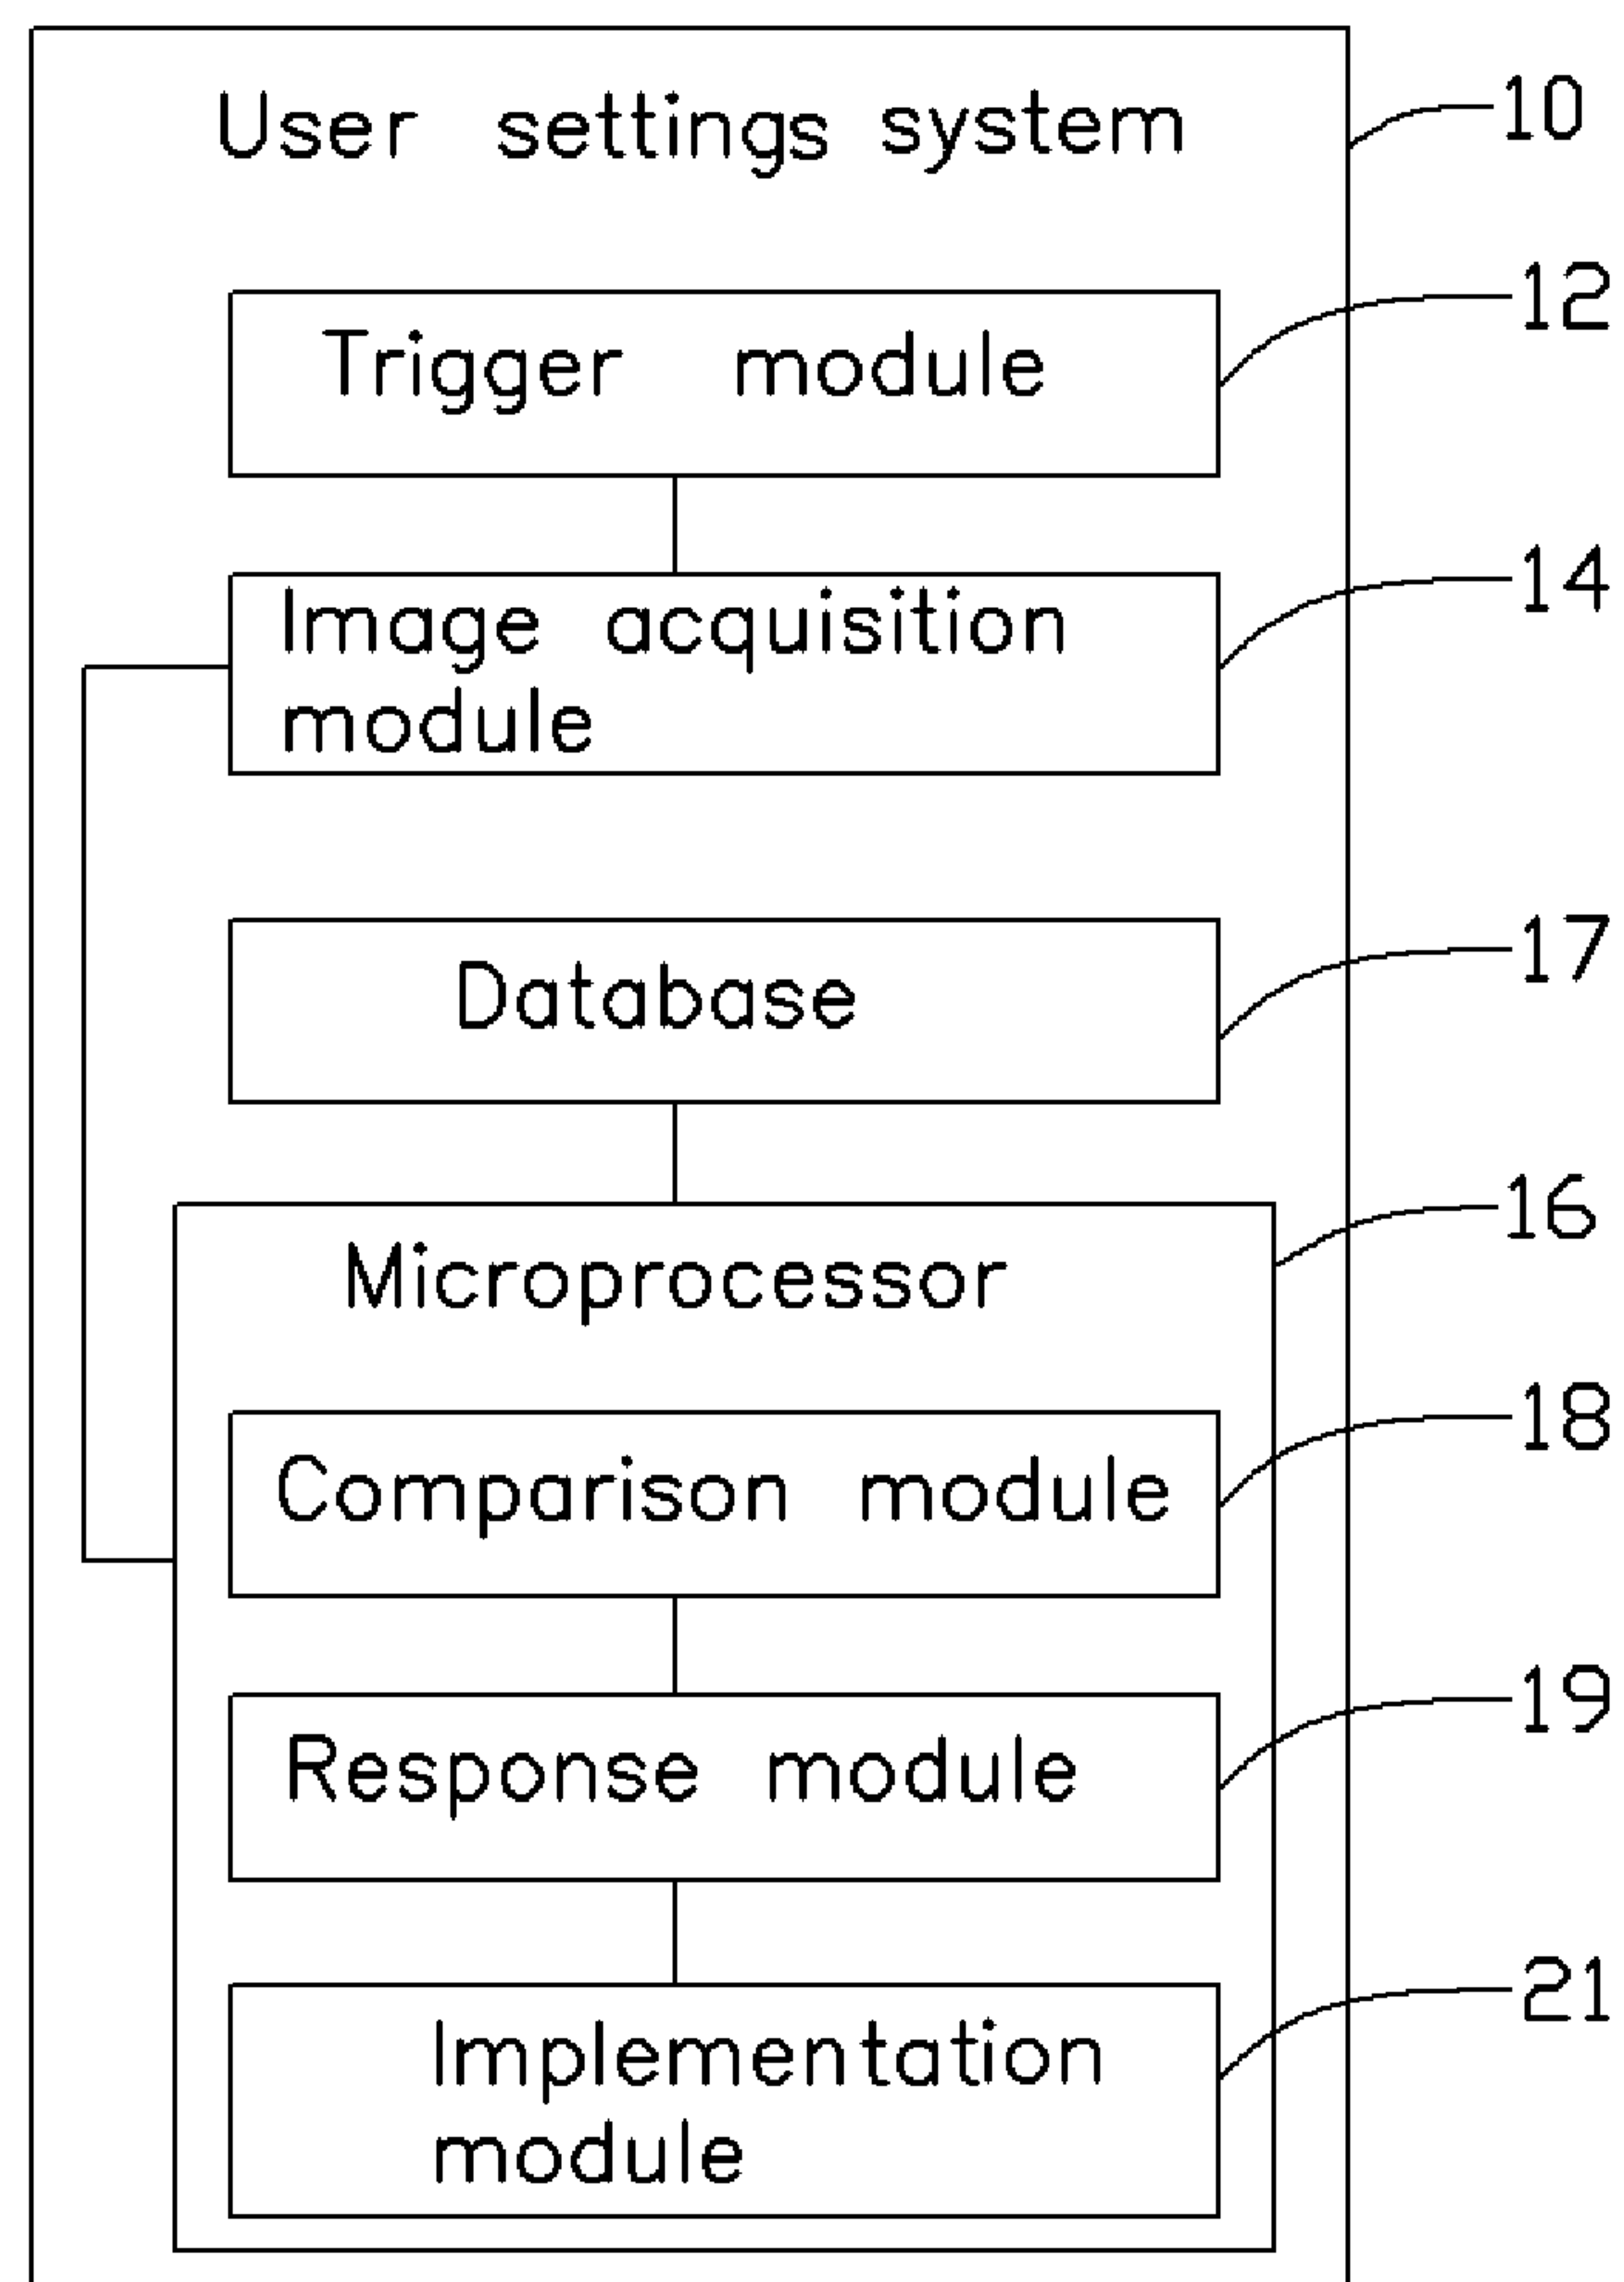 User settings system
10
Trigger module
12
Image acquisition
module
14
Database
17
Microprocessor
16
Comparison module
18
Response module
19
Implementation
module
21